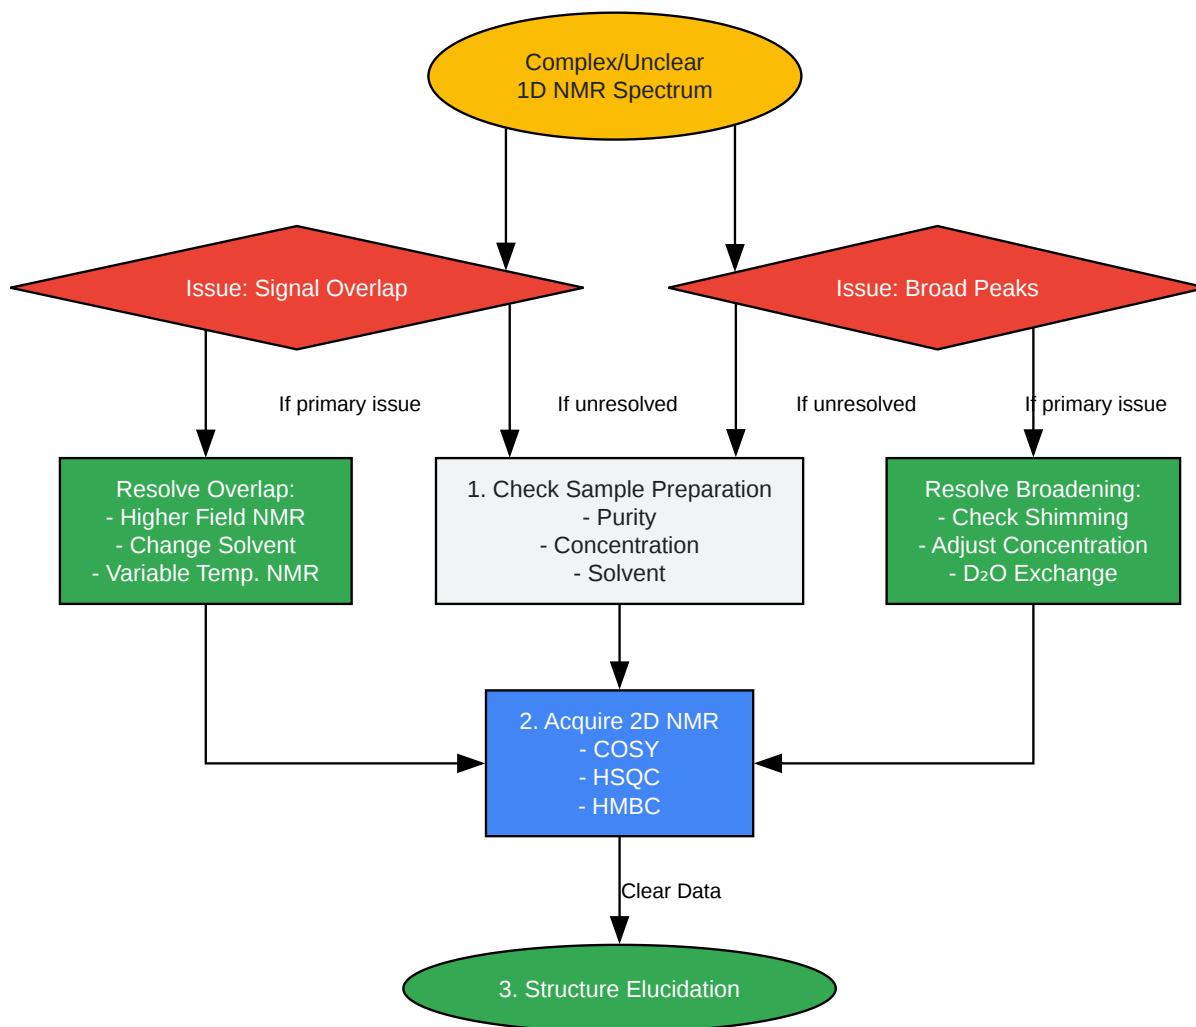 Complex/Unclear
1D NMR Spectrum
Issue: Signal Overlap
Issue: Broad Peaks
If primary issue
If unresolved
If unresolved
If primary issue
Resolve Overlap:
- Higher Field NMR
- Change Solvent
- Variable Temp. NMR
1. Check Sample Preparation
- Purity
- Concentration
- Solvent
Resolve Broadening:
- Check Shimming
- Adjust Concentration
- D₂O Exchange
2. Acquire 2D NMR
- COSY
- HSQC
- HMBC
Clear Data
3. Structure Elucidation